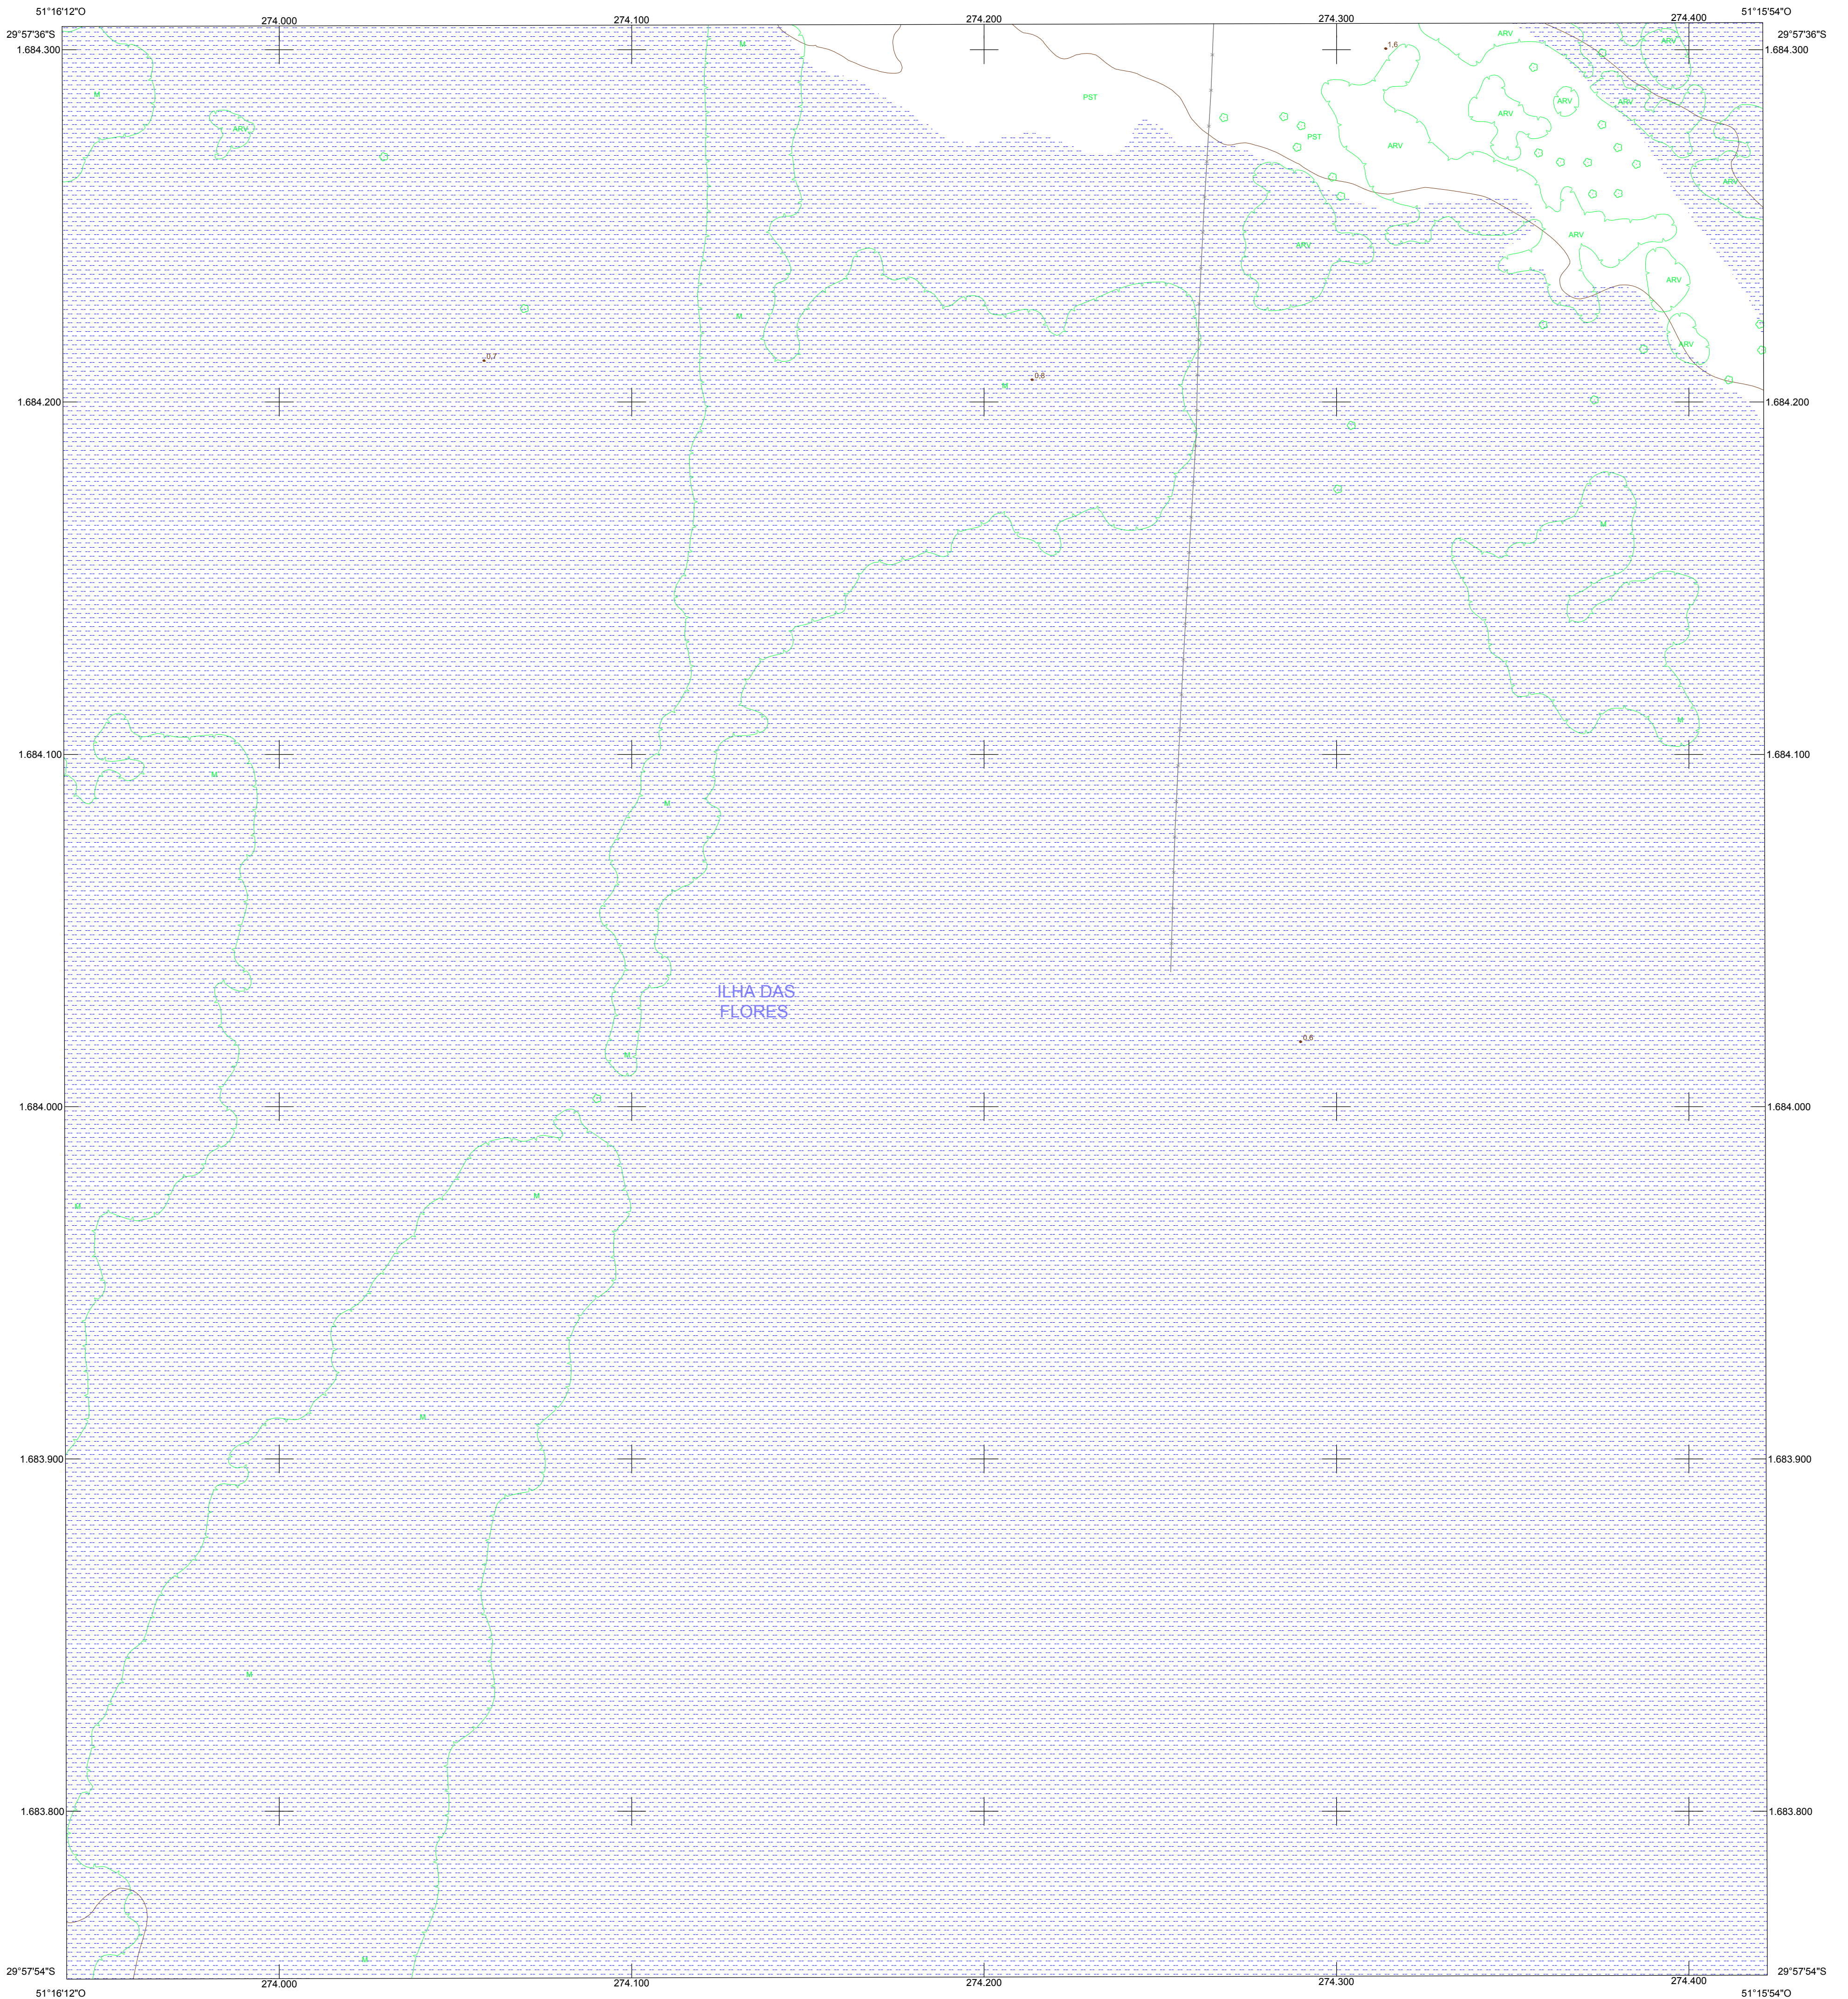 51°16'12"O
274.000
274.100
274.200
274.300
274.400
51°15'54"O
29°57'36"S
29°57'36"S
1.684.300
1.684.300
M
M
ARV
ARV
1,6
PST
ARV
ARV
ARV
ARV
PST
ARV
ARV
ARV
ARV
ARV
ARV
M
ARV
0,7
0,8
M
1.684.200
1.684.200
M
M
1.684.100
1.684.100
M
M
ILHA DAS
FLORES
0,6
M
1.684.000
1.684.000
M
M
M
1.683.900
1.683.900
M
1.683.800
1.683.800
M
29°57'54"S
29°57'54"S
274.000
274.100
274.200
274.300
274.400
51°16'12"O
51°15'54"O